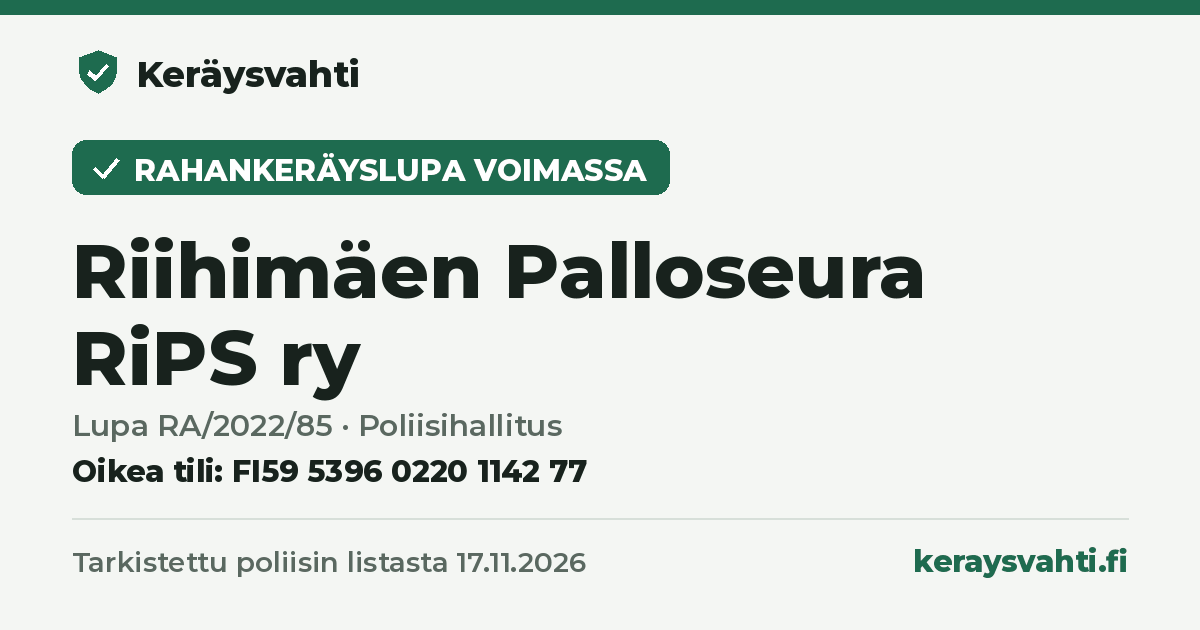 Keräysvahti
RAHANKERÄYSLUPA VOIMASSA
Riihimäen Palloseura
RiPS ry
Lupa RA/2022/85 · Poliisihallitus
Oikea tili: FI59 5396 0220 1142 77
Tarkistettu poliisin listasta 17.11.2026
keraysvahti.fi